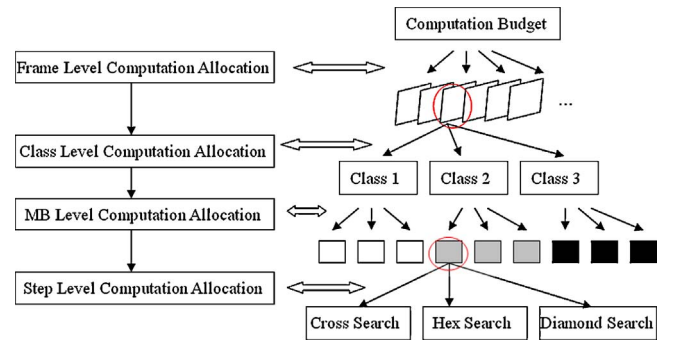 Computation Budget
Frame Level Computation Allocation
...
Class Level Computation Allocation
Class 1
Class 2
Class 3
MB Level Computation Allocation
Step Level Computation Allocation
Cross Search
Hex Search
Diamond Search